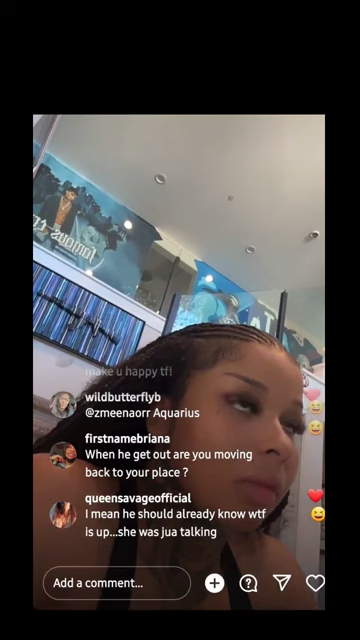 make u happy tf!
wildbutterflyb
@zmeenaorr Aquarius
firstnamebriana
When he get out are you moving
back to your place ?
queensavageofficial
I mean he should already know wtf
is up...she was jua talking
Add a comment...